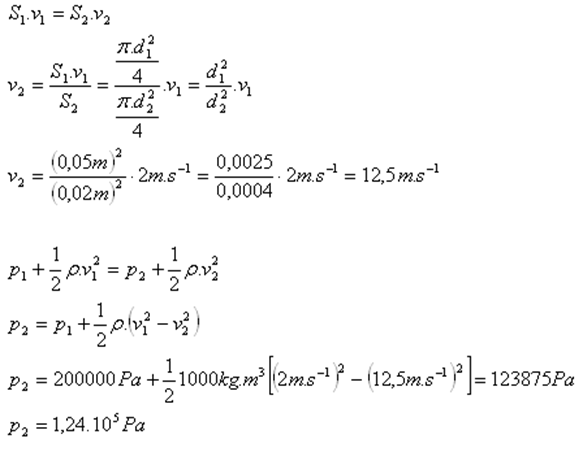 S₁.v₁ = S₂.v₂
v₂ = S₁.v₁ / S₂ = (π.d₁² / 4) / (π.d₂² / 4) .v₁ = d₁² / d₂² .v₁
v₂ = (0,05m)² / (0,02m)² · 2m.s⁻¹ = 0,0025 / 0,0004 · 2m.s⁻¹ = 12,5m.s⁻¹
p₁ + 1/2 ρ.v₁² = p₂ + 1/2 ρ.v₂²
p₂ = p₁ + 1/2 ρ.(v₁² − v₂²)
p₂ = 200000 Pa + 1/2 1000kg.m³ [(2m.s⁻¹)² − (12,5m.s⁻¹)²] = 123875Pa
p₂ = 1,24.10⁵ Pa